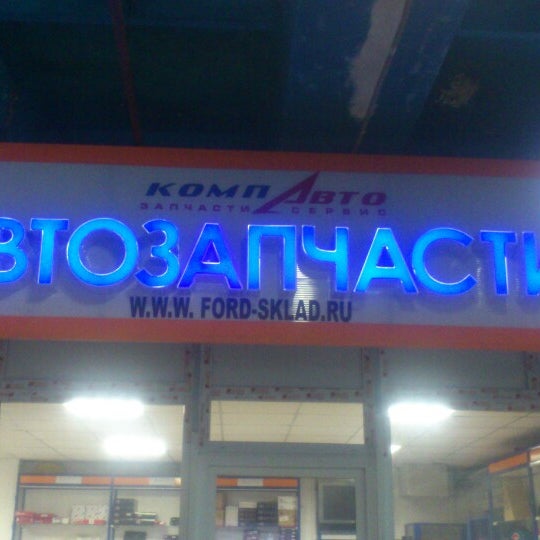 КОМПАВТО
ЗАПЧАСТИ СЕРВИС
ВТОЗАПЧАСТИ
W.W.W. FORD-SKLAD.RU